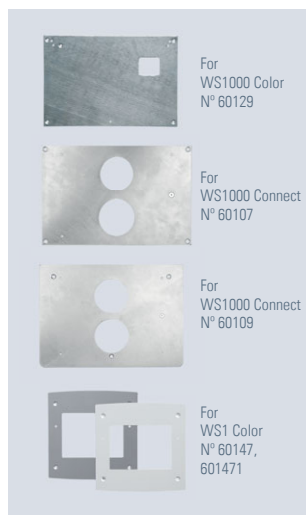 For
WS1000 Color
Nº 60129
For
WS1000 Connect
Nº 60107
For
WS1000 Connect
Nº 60109
For
WS1 Color
Nº 60147,
601471